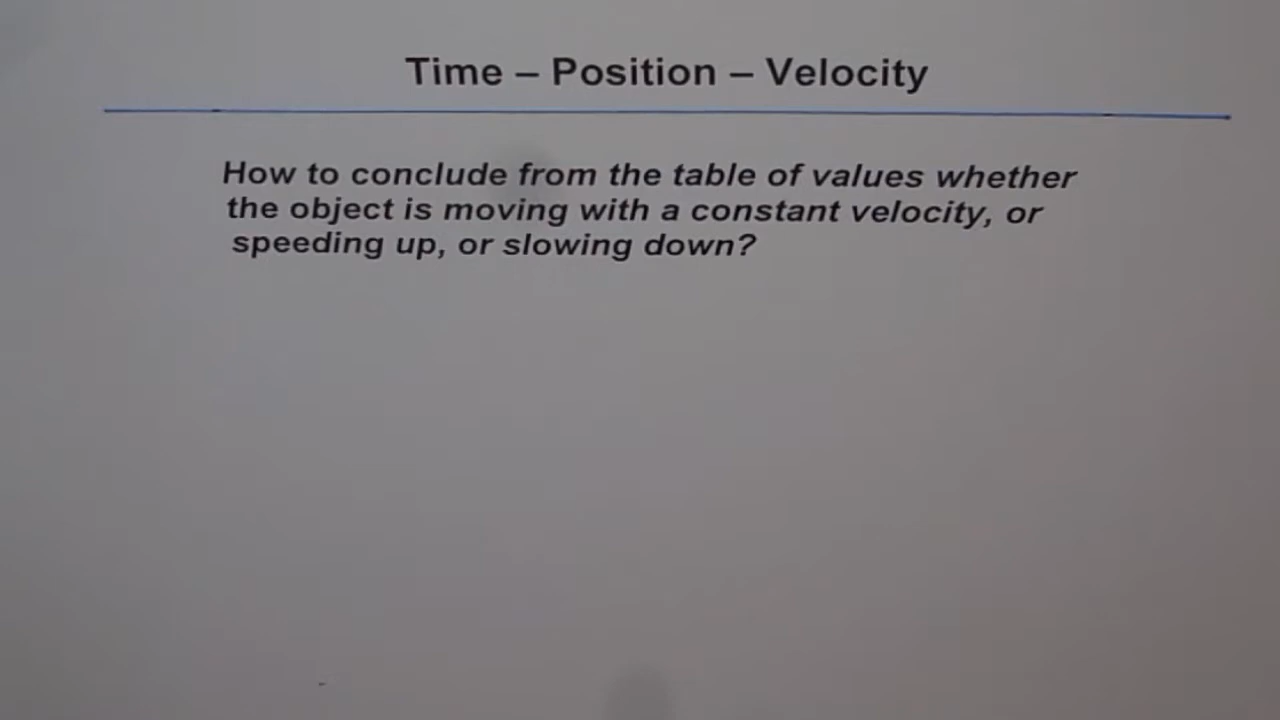 Time – Position – Velocity
How to conclude from the table of values whether
the object is moving with a constant velocity, or
speeding up, or slowing down?